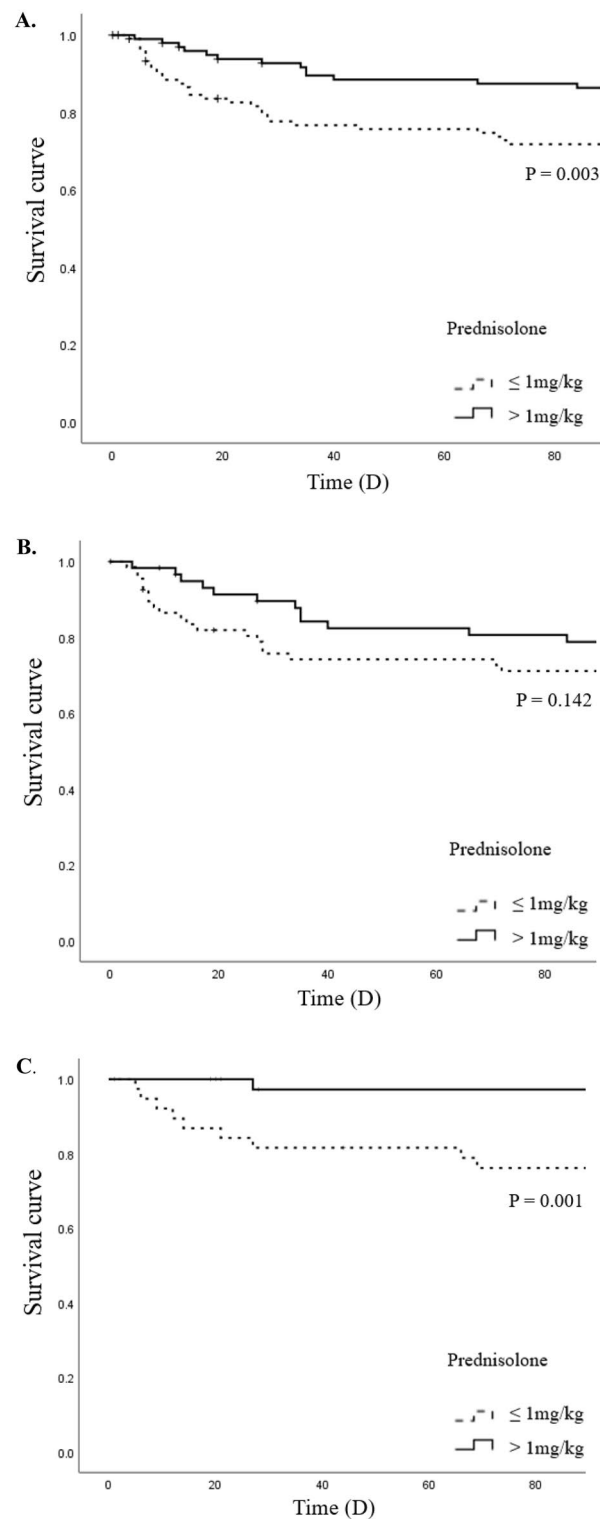 A.
1.0
0.8
0.6
0.4
0.2
0.0
Survival curve
P = 0.003
Prednisolone
≤ 1mg/kg
> 1mg/kg
0 20 40 60 80
Time (D)
B.
1.0
0.8
0.6
0.4
0.2
0.0
Survival curve
P = 0.142
Prednisolone
≤ 1mg/kg
> 1mg/kg
0 20 40 60 80
Time (D)
C.
1.0
0.8
0.6
0.4
0.2
0.0
Survival curve
P = 0.001
Prednisolone
≤ 1mg/kg
> 1mg/kg
0 20 40 60 80
Time (D)